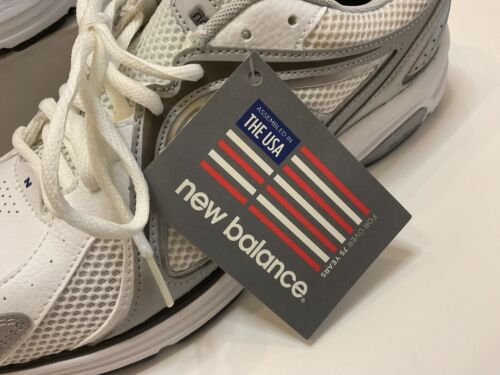 ASSEMBLED IN
THE USA
new balance
FOR OVER 75 YEARS
N